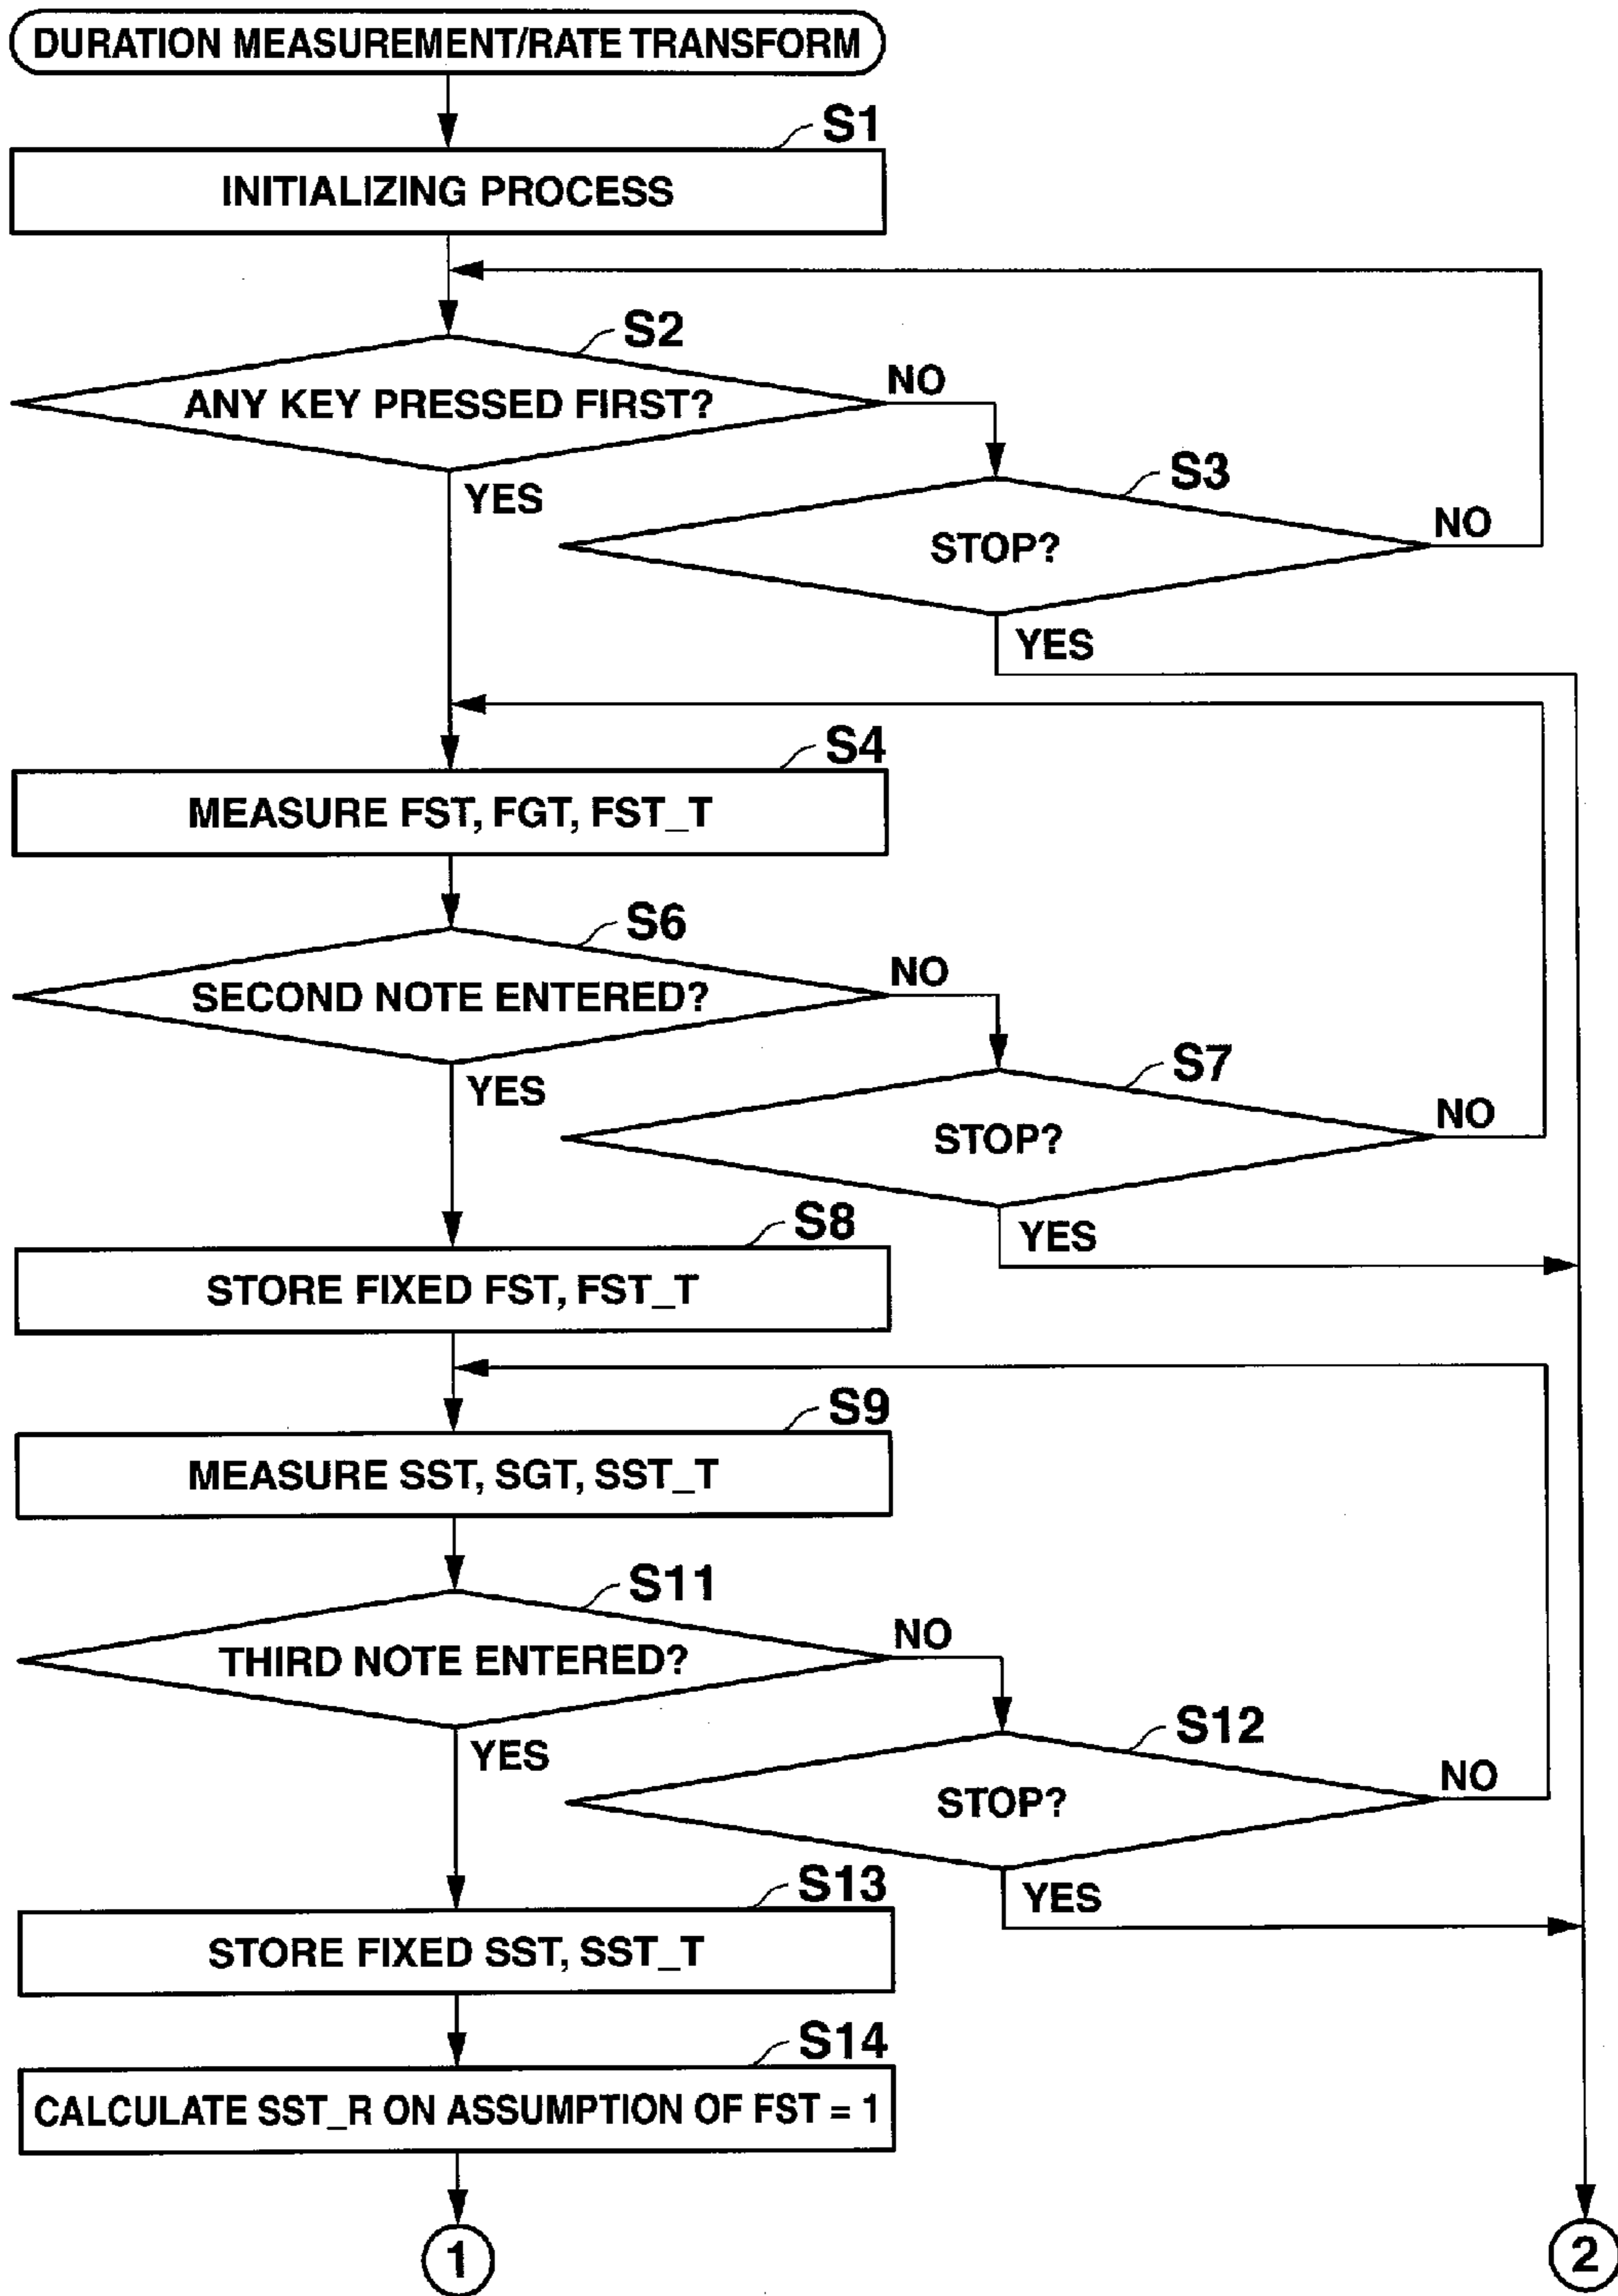 DURATION MEASUREMENT/RATE TRANSFORM
S1
INITIALIZING PROCESS
S2
ANY KEY PRESSED FIRST?
NO
YES
S3
STOP?
NO
YES
S4
MEASURE FST, FGT, FST_T
S6
SECOND NOTE ENTERED?
NO
YES
S7
STOP?
NO
YES
S8
STORE FIXED FST, FST_T
S9
MEASURE SST, SGT, SST_T
S11
THIRD NOTE ENTERED?
NO
YES
S12
STOP?
NO
YES
S13
STORE FIXED SST, SST_T
S14
CALCULATE SST_R ON ASSUMPTION OF FST = 1
1
2